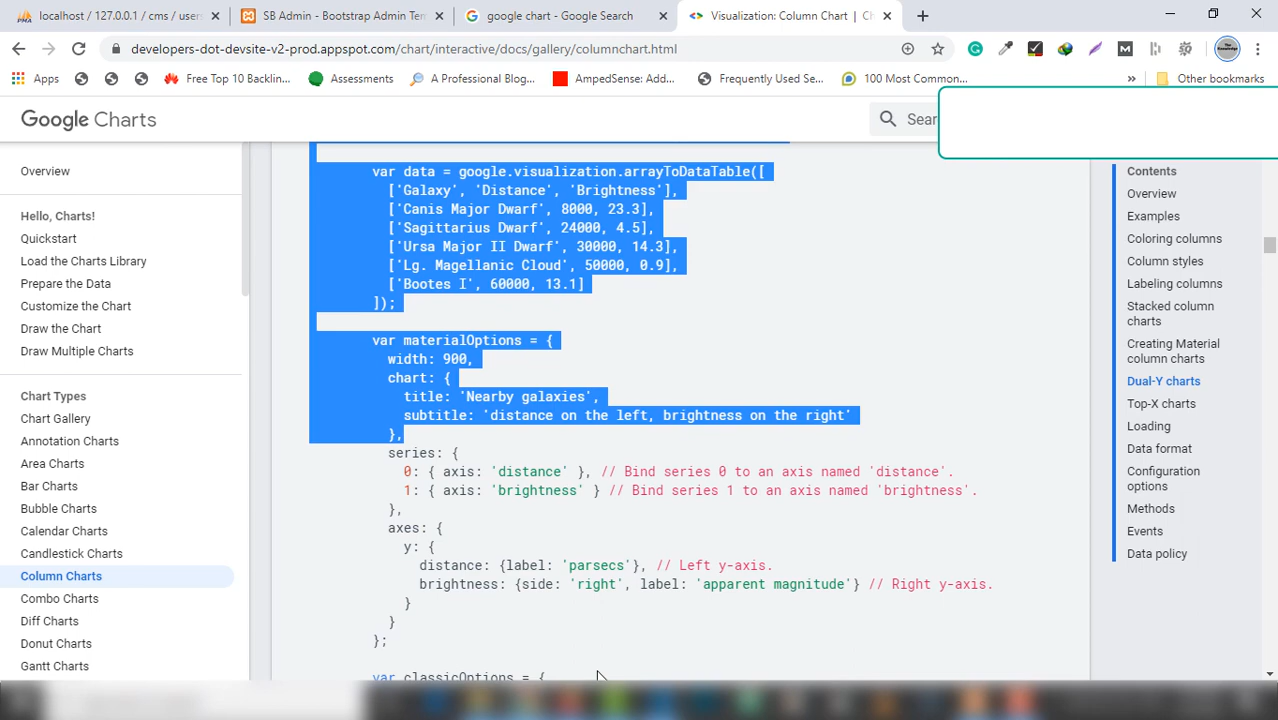 localhost / 127.0.0.1 / cms / users
SB Admin - Bootstrap Admin Tem
google chart - Google Search
Visualization: Column Chart | Ch
developers-dot-devsite-v2-prod.appspot.com/chart/interactive/docs/gallery/columnchart.html
Apps
Free Top 10 Backlin...
Assessments
A Professional Blog...
AmpedSense: Add...
Frequently Used Se...
100 Most Common...
»
Other bookmarks
Google Charts
Sear
Overview
Hello, Charts!
Quickstart
Load the Charts Library
Prepare the Data
Customize the Chart
Draw the Chart
Draw Multiple Charts
Chart Types
Chart Gallery
Annotation Charts
Area Charts
Bar Charts
Bubble Charts
Calendar Charts
Candlestick Charts
Column Charts
Combo Charts
Diff Charts
Donut Charts
Gantt Charts
var data = google.visualization.arrayToDataTable([
['Galaxy', 'Distance', 'Brightness'],
['Canis Major Dwarf', 8000, 23.3],
['Sagittarius Dwarf', 24000, 4.5],
['Ursa Major II Dwarf', 30000, 14.3],
['Lg. Magellanic Cloud', 50000, 0.9],
['Bootes I', 60000, 13.1]
]);
var materialOptions = {
width: 900,
chart: {
title: 'Nearby galaxies',
subtitle: 'distance on the left, brightness on the right'
},
series: {
0: { axis: 'distance' }, // Bind series 0 to an axis named 'distance'.
1: { axis: 'brightness' } // Bind series 1 to an axis named 'brightness'.
},
axes: {
y: {
distance: {label: 'parsecs'}, // Left y-axis.
brightness: {side: 'right', label: 'apparent magnitude'} // Right y-axis.
}
}
};
var classicOptions = {
Contents
Overview
Examples
Coloring columns
Column styles
Labeling columns
Stacked column
charts
Creating Material
column charts
Dual-Y charts
Top-X charts
Loading
Data format
Configuration
options
Methods
Events
Data policy